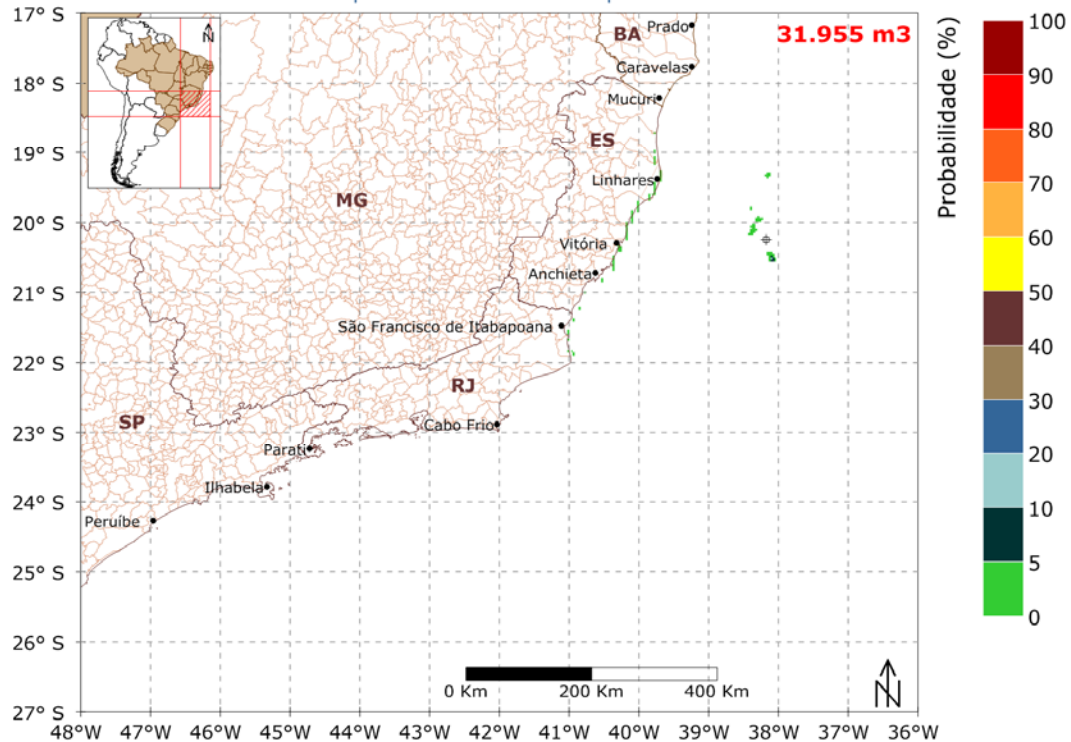 17° S
18° S
19° S
20° S
21° S
22° S
23° S
24° S
25° S
26° S
27° S
48°W 47°W 46°W 45°W 44°W 43°W 42°W 41°W 40°W 39°W 38°W 37°W 36°W
N
31.955 m3
BA
Prado
Caravelas
Mucuri
ES
Linhares
MG
Vitória
Anchieta
São Francisco de Itabapoana
RJ
SP
Cabo Frio
Parati
Ilhabela
Peruíbe
0 Km 200 Km 400 Km
N
Probabilidade (%)
100
90
80
70
60
50
40
30
20
10
5
0